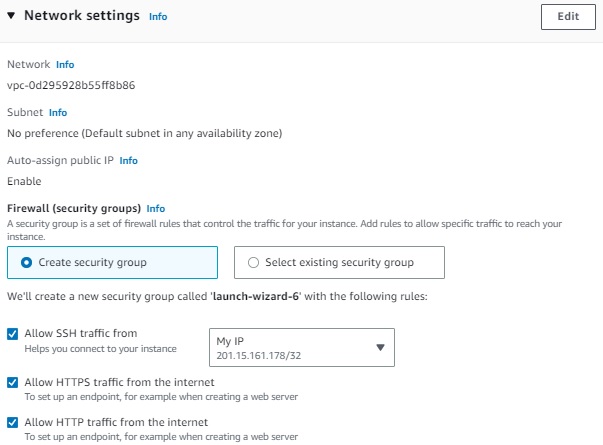 ▼ Network settings Info
Edit
Network Info
vpc-0d295928b55ff8b86
Subnet Info
No preference (Default subnet in any availability zone)
Auto-assign public IP Info
Enable
Firewall (security groups) Info
A security group is a set of firewall rules that control the traffic for your instance. Add rules to allow specific traffic to reach your
instance.
Create security group
Select existing security group
We'll create a new security group called 'launch-wizard-6' with the following rules:
Allow SSH traffic from
Helps you connect to your instance
My IP
201.15.161.178/32
Allow HTTPS traffic from the internet
To set up an endpoint, for example when creating a web server
Allow HTTP traffic from the internet
To set up an endpoint, for example when creating a web server